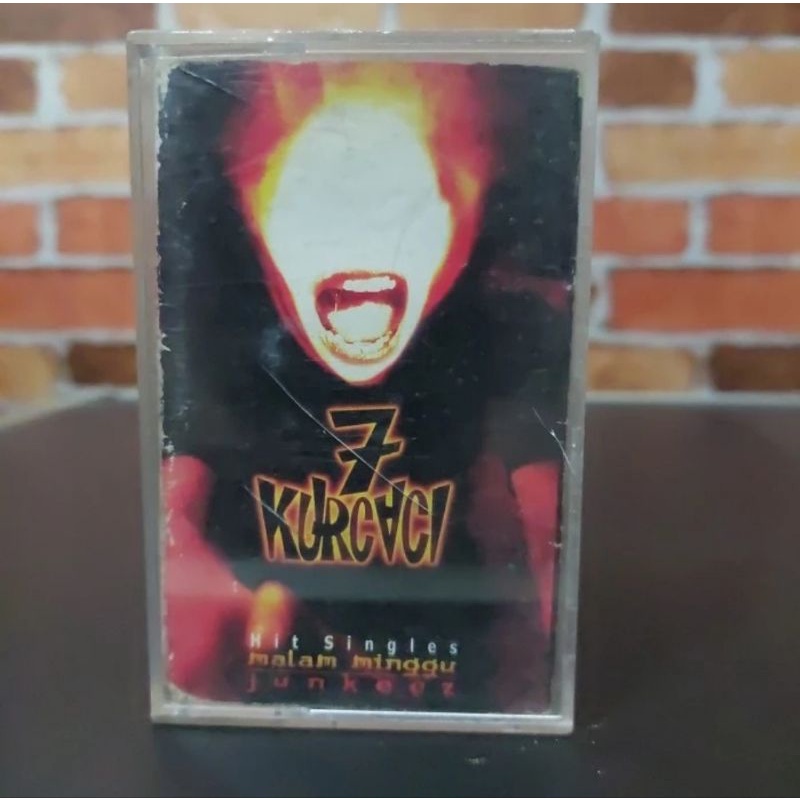 7
KURCACI
Hit Singles
malam minggu
junkeez